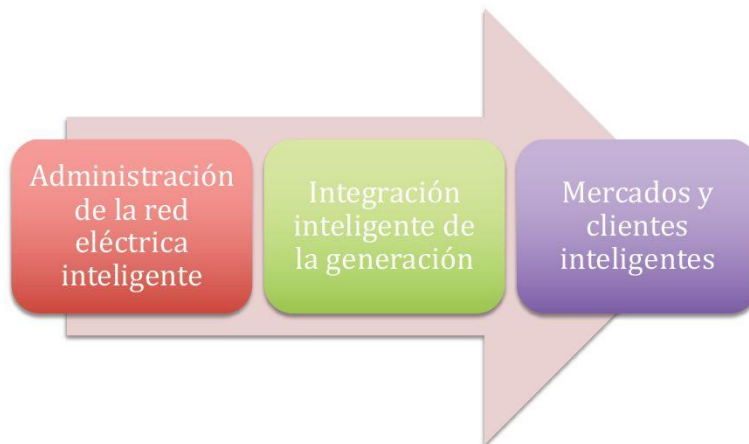 Administración
de la red
eléctrica
inteligente
Integración
inteligente de
la generación
Mercados y
clientes
inteligentes